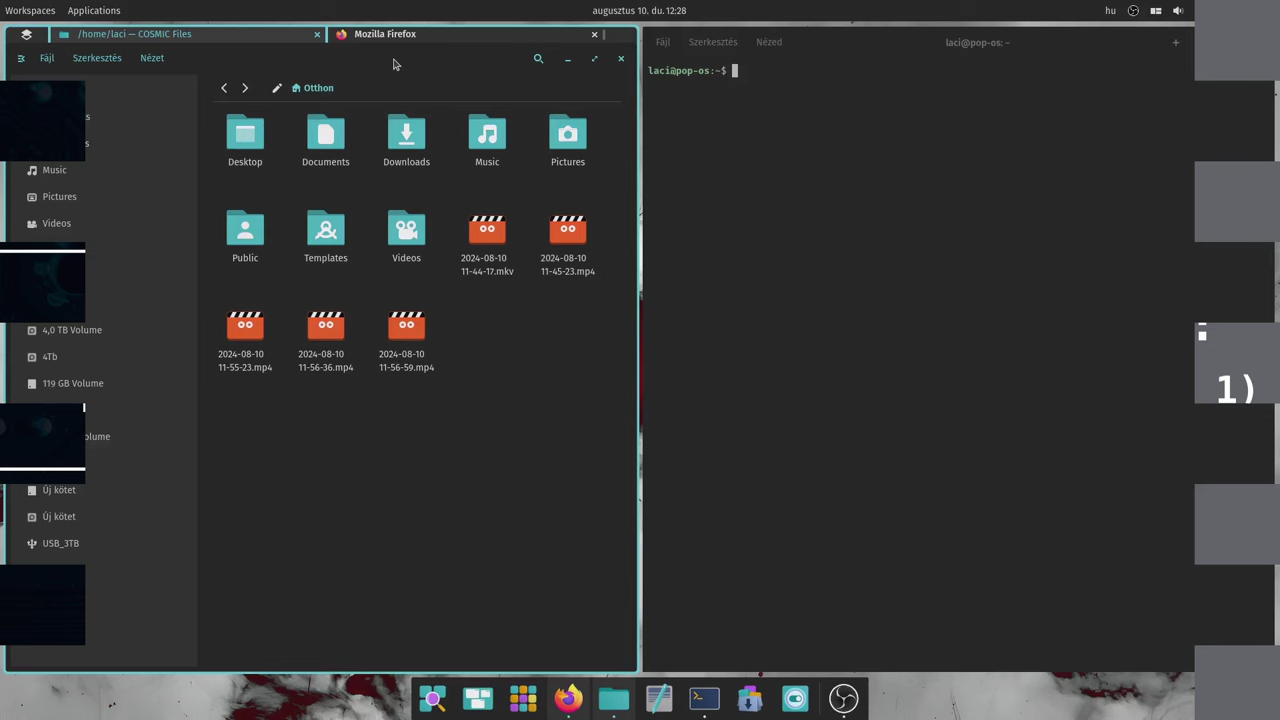 Workspaces Applications augusztus 10. du. 12:28 hu
/home/laci — COSMIC Files Mozilla Firefox
Fájl Szerkesztés Nézet
Fájl Szerkesztés Nézed laci@pop-os: ~
laci@pop-os:~$
Otthon
Music
Pictures
Videos
4,0 TB Volume
4Tb
119 GB Volume
olume
Új kötet
Új kötet
USB_3TB
Desktop Documents Downloads Music Pictures
Public Templates Videos 2024-08-10 11-44-17.mkv 2024-08-10 11-45-23.mp4
2024-08-10 11-55-23.mp4 2024-08-10 11-56-36.mp4 2024-08-10 11-56-59.mp4
1)